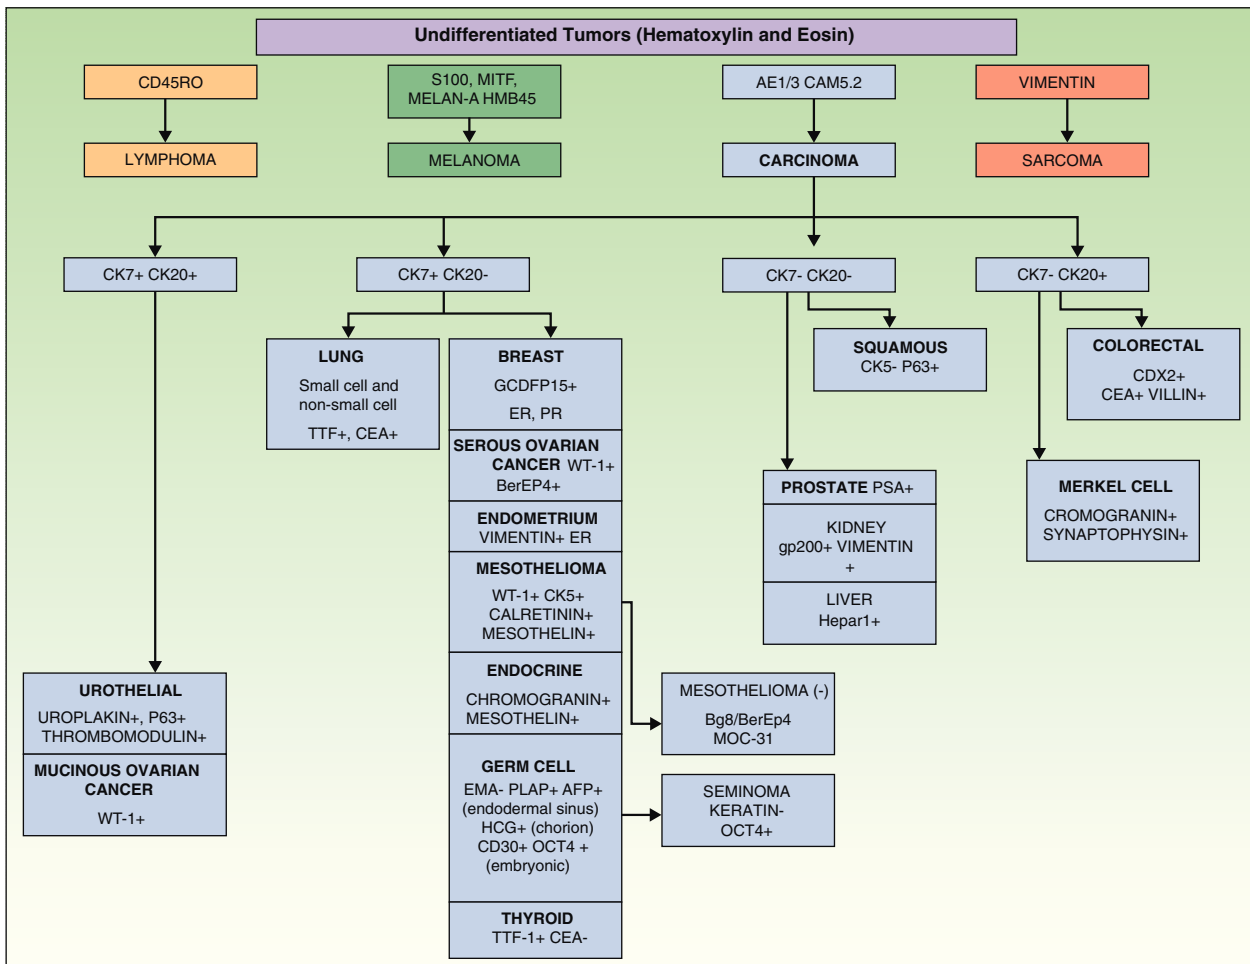 Undifferentiated Tumors (Hematoxylin and Eosin)
CD45RO
LYMPHOMA
S100, MITF,
MELAN-A HMB45
MELANOMA
AE1/3 CAM5.2
CARCINOMA
VIMENTIN
SARCOMA
CK7+ CK20+
CK7+ CK20-
CK7- CK20-
CK7- CK20+
UROTHELIAL
UROPLAKIN+, P63+
THROMBOMODULIN+
MUCINOUS OVARIAN
CANCER
WT-1+
LUNG
Small cell and
non-small cell
TTF+, CEA+
BREAST
GCDFP15+
ER, PR
SEROUS OVARIAN
CANCER WT-1+
BerEP4+
ENDOMETRIUM
VIMENTIN+ ER
MESOTHELIOMA
WT-1+ CK5+
CALRETININ+
MESOTHELIN+
ENDOCRINE
CHROMOGRANIN+
MESOTHELIN+
GERM CELL
EMA- PLAP+ AFP+
(endodermal sinus)
HCG+ (chorion)
CD30+ OCT4 +
(embryonic)
THYROID
TTF-1+ CEA-
MESOTHELIOMA (-)
Bg8/BerEp4
MOC-31
SEMINOMA
KERATIN-
OCT4+
SQUAMOUS
CK5- P63+
PROSTATE PSA+
KIDNEY
gp200+ VIMENTIN
+
LIVER
Hepar1+
COLORECTAL
CDX2+
CEA+ VILLIN+
MERKEL CELL
CROMOGRANIN+
SYNAPTOPHYSIN+